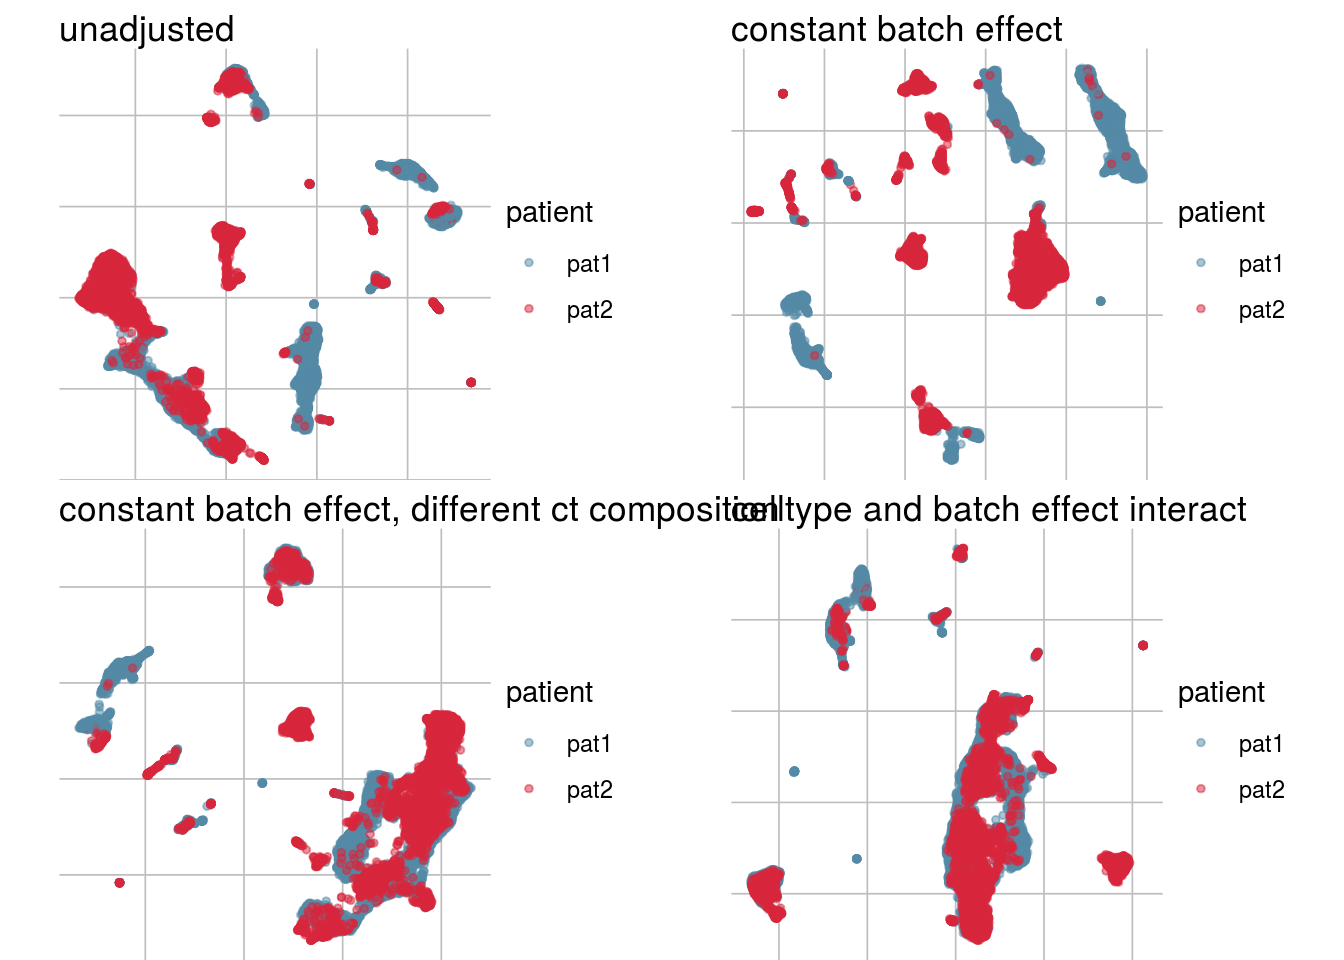 unadjusted
patient
pat1
pat2
constant batch effect
patient
pat1
pat2
constant batch effect, different ct composition
patient
pat1
pat2
celltype and batch effect interact
patient
pat1
pat2